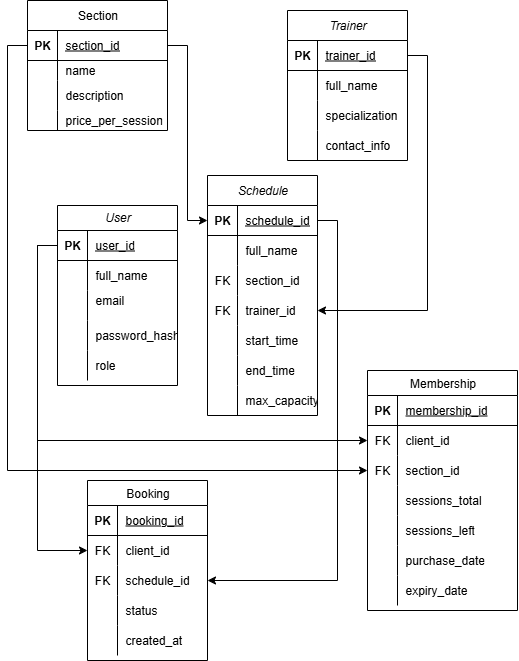 Section
PK section_id
name
description
price_per_session
Trainer
PK trainer_id
full_name
specialization
contact_info
User
PK user_id
full_name
email
password_hash
role
Schedule
PK schedule_id
full_name
FK section_id
FK trainer_id
start_time
end_time
max_capacity
Membership
PK membership_id
FK client_id
FK section_id
sessions_total
sessions_left
purchase_date
expiry_date
Booking
PK booking_id
FK client_id
FK schedule_id
status
created_at